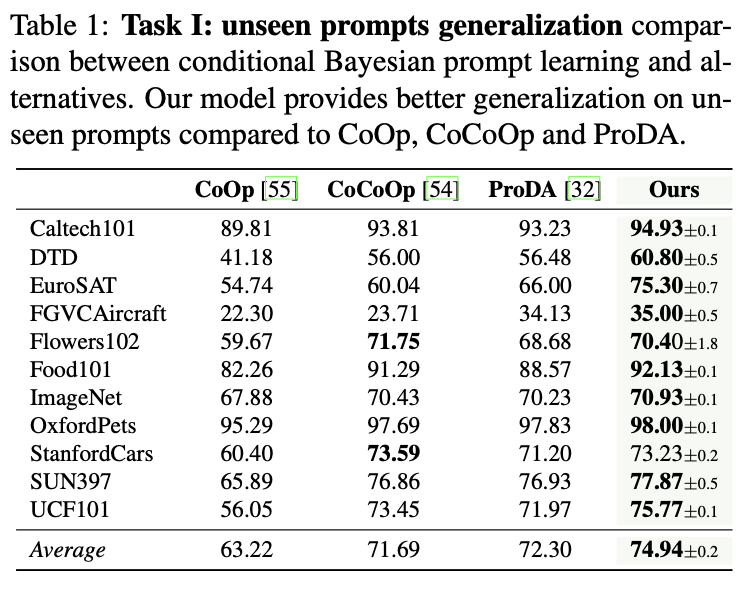 Table 1: Task I: unseen prompts generalization compar-
ison between conditional Bayesian prompt learning and al-
ternatives. Our model provides better generalization on un-
seen prompts compared to CoOp, CoCoOp and ProDA.
CoOp [55] CoCoOp [54] ProDA [32] Ours
Caltech101 89.81 93.81 93.23 94.93±0.1
DTD 41.18 56.00 56.48 60.80±0.5
EuroSAT 54.74 60.04 66.00 75.30±0.7
FGVCAircraft 22.30 23.71 34.13 35.00±0.5
Flowers102 59.67 71.75 68.68 70.40±1.8
Food101 82.26 91.29 88.57 92.13±0.1
ImageNet 67.88 70.43 70.23 70.93±0.1
OxfordPets 95.29 97.69 97.83 98.00±0.1
StanfordCars 60.40 73.59 71.20 73.23±0.2
SUN397 65.89 76.86 76.93 77.87±0.5
UCF101 56.05 73.45 71.97 75.77±0.1
Average 63.22 71.69 72.30 74.94±0.2